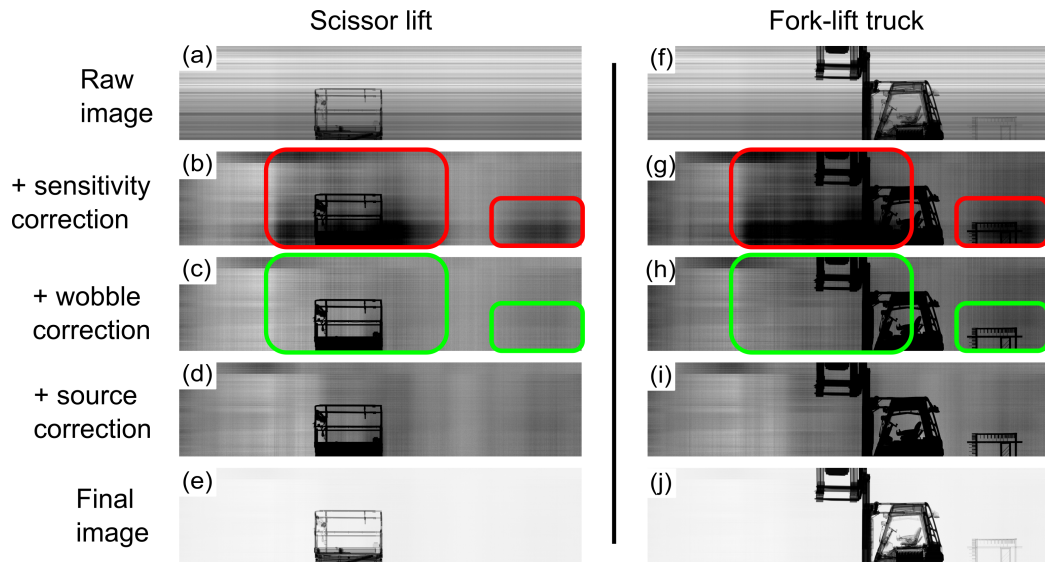 Scissor lift
Fork-lift truck
Raw
image
(a)
(f)
+ sensitivity
correction
(b)
(g)
+ wobble
correction
(c)
(h)
+ source
correction
(d)
(i)
Final
image
(e)
(j)